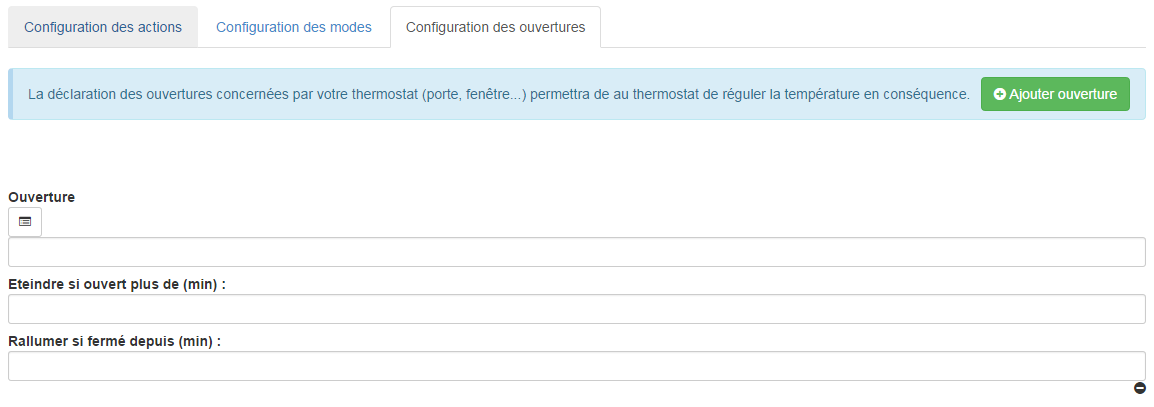 Configuration des actions
Configuration des modes
Configuration des ouvertures
La déclaration des ouvertures concernées par votre thermostat (porte, fenêtre...) permettra de au thermostat de réguler la température en conséquence.
Ajouter ouverture
Ouverture
Eteindre si ouvert plus de (min) :
Rallumer si fermé depuis (min) :